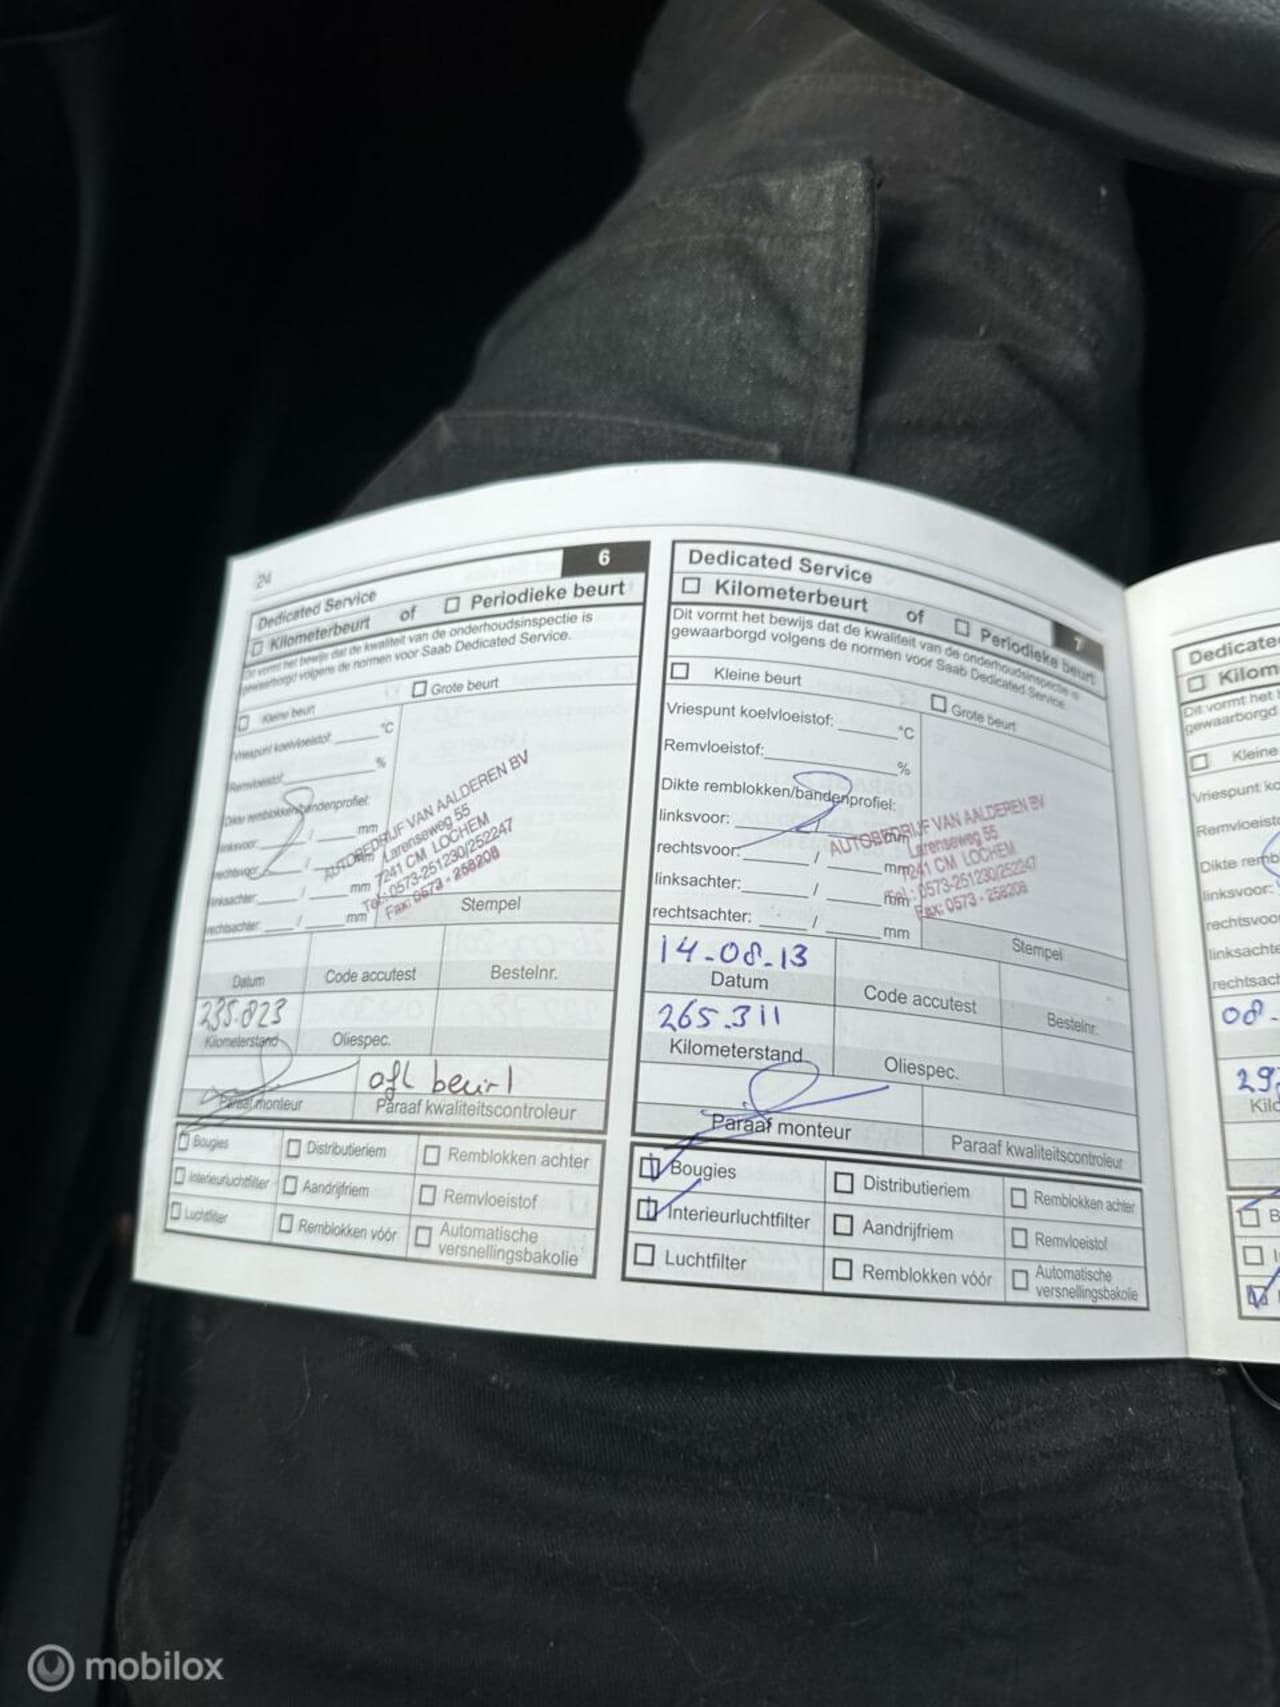 24
6
Dedicated Service
Kilometerbeurt of Periodieke beurt
Dit vormt het bewijs dat de kwaliteit van de onderhoudsinspectie is
gewaarborgd volgens de normen voor Saab Dedicated Service.
Kleine beurt Grote beurt
Vriespunt koelvloeistof: °C
Remvloeistof: %
Dikte remblokken/bandenprofiel:
linksvoor: / mm
rechtsvoor: / mm
linksachter: / mm
rechtsachter: / mm
AUTOBEDRIJF VAN AALDEREN BV
Larenseweg 55
7241 CM LOCHEM
Tel.: 0573-251230/252247
Fax: 0573 - 258208
Stempel
Datum Code accutest Bestelnr.
235.823
Kilometerstand Oliespec.
afl beurt
Paraaf monteur Paraaf kwaliteitscontroleur
Bougies Distributieriem Remblokken achter
Interieurluchtfilter Aandrijfriem Remvloeistof
Luchtfilter Remblokken vóór Automatische
versnellingsbakolie
7
Dedicated Service
Kilometerbeurt of Periodieke beurt
Dit vormt het bewijs dat de kwaliteit van de onderhoudsinspectie is
gewaarborgd volgens de normen voor Saab Dedicated Service.
Kleine beurt Grote beurt
Vriespunt koelvloeistof: °C
Remvloeistof: %
Dikte remblokken/bandenprofiel:
linksvoor: / mm
rechtsvoor: / mm
linksachter: / mm
rechtsachter: / mm
AUTOBEDRIJF VAN AALDEREN BV
Larenseweg 55
7241 CM LOCHEM
Tel.: 0573-251230/252247
Fax: 0573 - 258208
Stempel
14-08-13
Datum Code accutest Bestelnr.
265.311
Kilometerstand Oliespec.
Paraaf monteur Paraaf kwaliteitscontroleur
Bougies Distributieriem Remblokken achter
Interieurluchtfilter Aandrijfriem Remvloeistof
Luchtfilter Remblokken vóór Automatische
versnellingsbakolie
Dedicate
Kilom
Dit vormt het
gewaarborgd
Kleine
Vriespunt ko
Remvloeisto
Dikte remb
linksvoor:
rechtsvoo
linksachte
rechtsach
08-
29
Kilo
B
mobilox